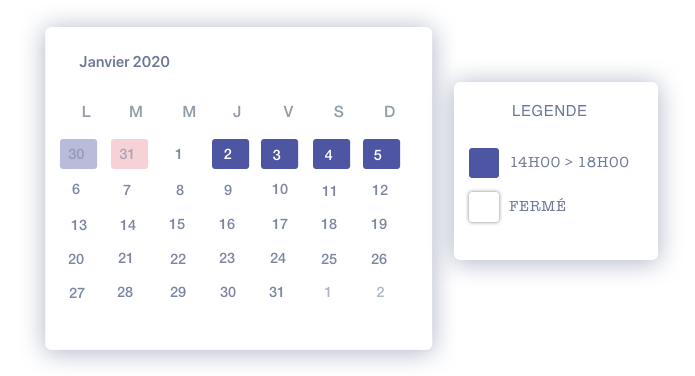 Janvier 2020
L M M J V S D
30 31 1 2 3 4 5
6 7 8 9 10 11 12
13 14 15 16 17 18 19
20 21 22 23 24 25 26
27 28 29 30 31 1 2
LEGENDE
14H00 > 18H00
FERMÉ